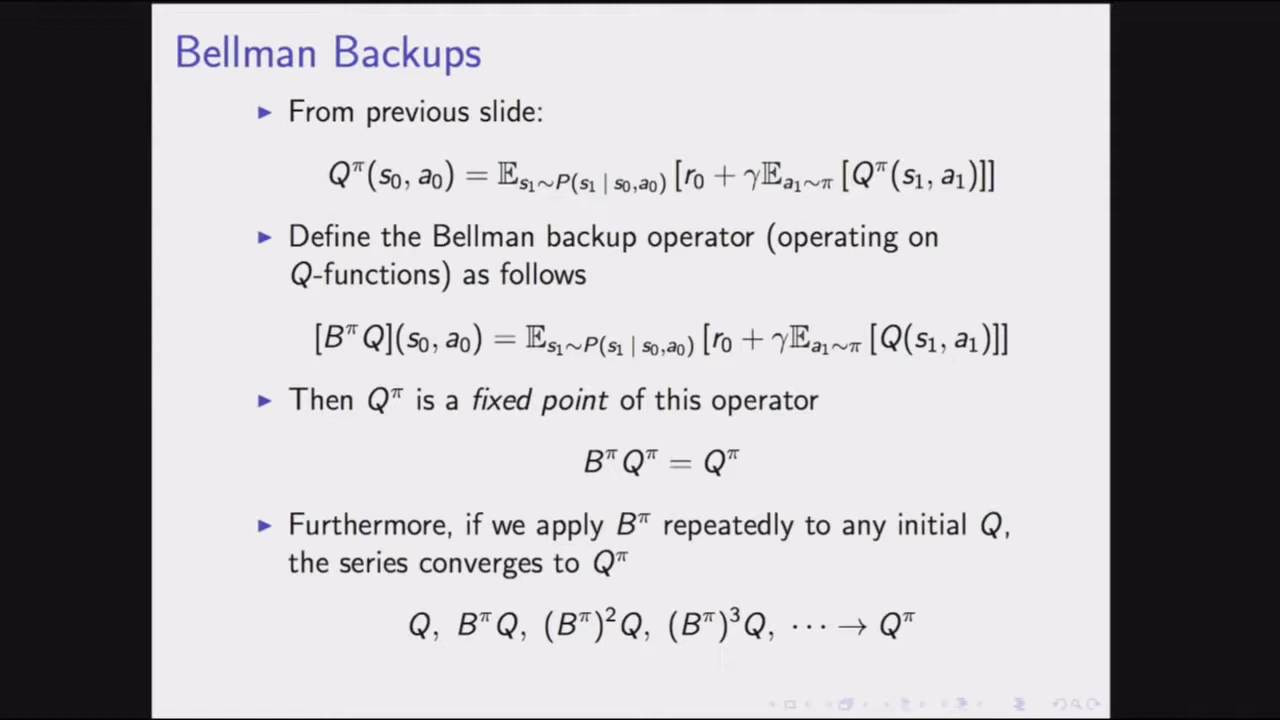 Bellman Backups
▶ From previous slide:
Q^π(s_0, a_0) = 𝔼_{s_1∼P(s_1 | s_0,a_0)} [r_0 + γ𝔼_{a_1∼π} [Q^π(s_1, a_1)]]
▶ Define the Bellman backup operator (operating on
Q-functions) as follows
[B^π Q](s_0, a_0) = 𝔼_{s_1∼P(s_1 | s_0,a_0)} [r_0 + γ𝔼_{a_1∼π} [Q(s_1, a_1)]]
▶ Then Q^π is a fixed point of this operator
B^π Q^π = Q^π
▶ Furthermore, if we apply B^π repeatedly to any initial Q,
the series converges to Q^π
Q, B^π Q, (B^π)^2 Q, (B^π)^3 Q, ⋯ → Q^π